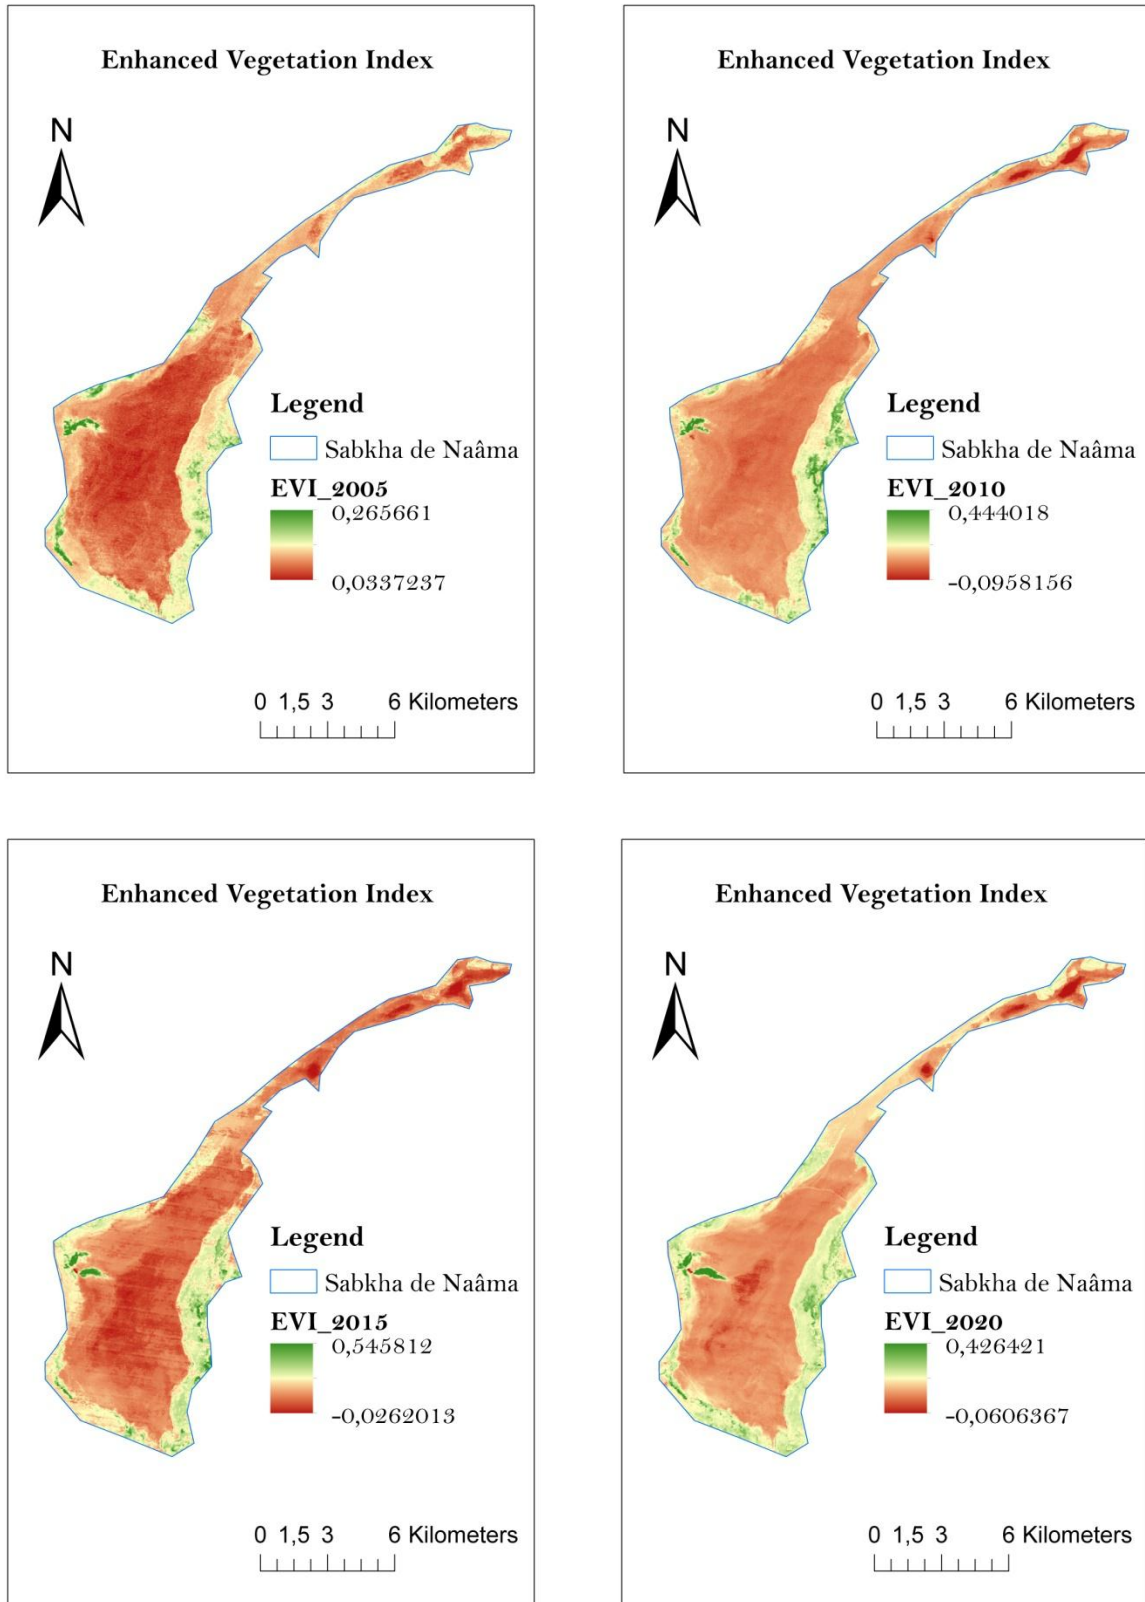 Enhanced Vegetation Index
N
Legend
Sabkha de Naâma
EVI_2005
0,265661
0,0337237
0 1,5 3 6 Kilometers
Enhanced Vegetation Index
N
Legend
Sabkha de Naâma
EVI_2010
0,444018
-0,0958156
0 1,5 3 6 Kilometers
Enhanced Vegetation Index
N
Legend
Sabkha de Naâma
EVI_2015
0,545812
-0,0262013
0 1,5 3 6 Kilometers
Enhanced Vegetation Index
N
Legend
Sabkha de Naâma
EVI_2020
0,426421
-0,0606367
0 1,5 3 6 Kilometers